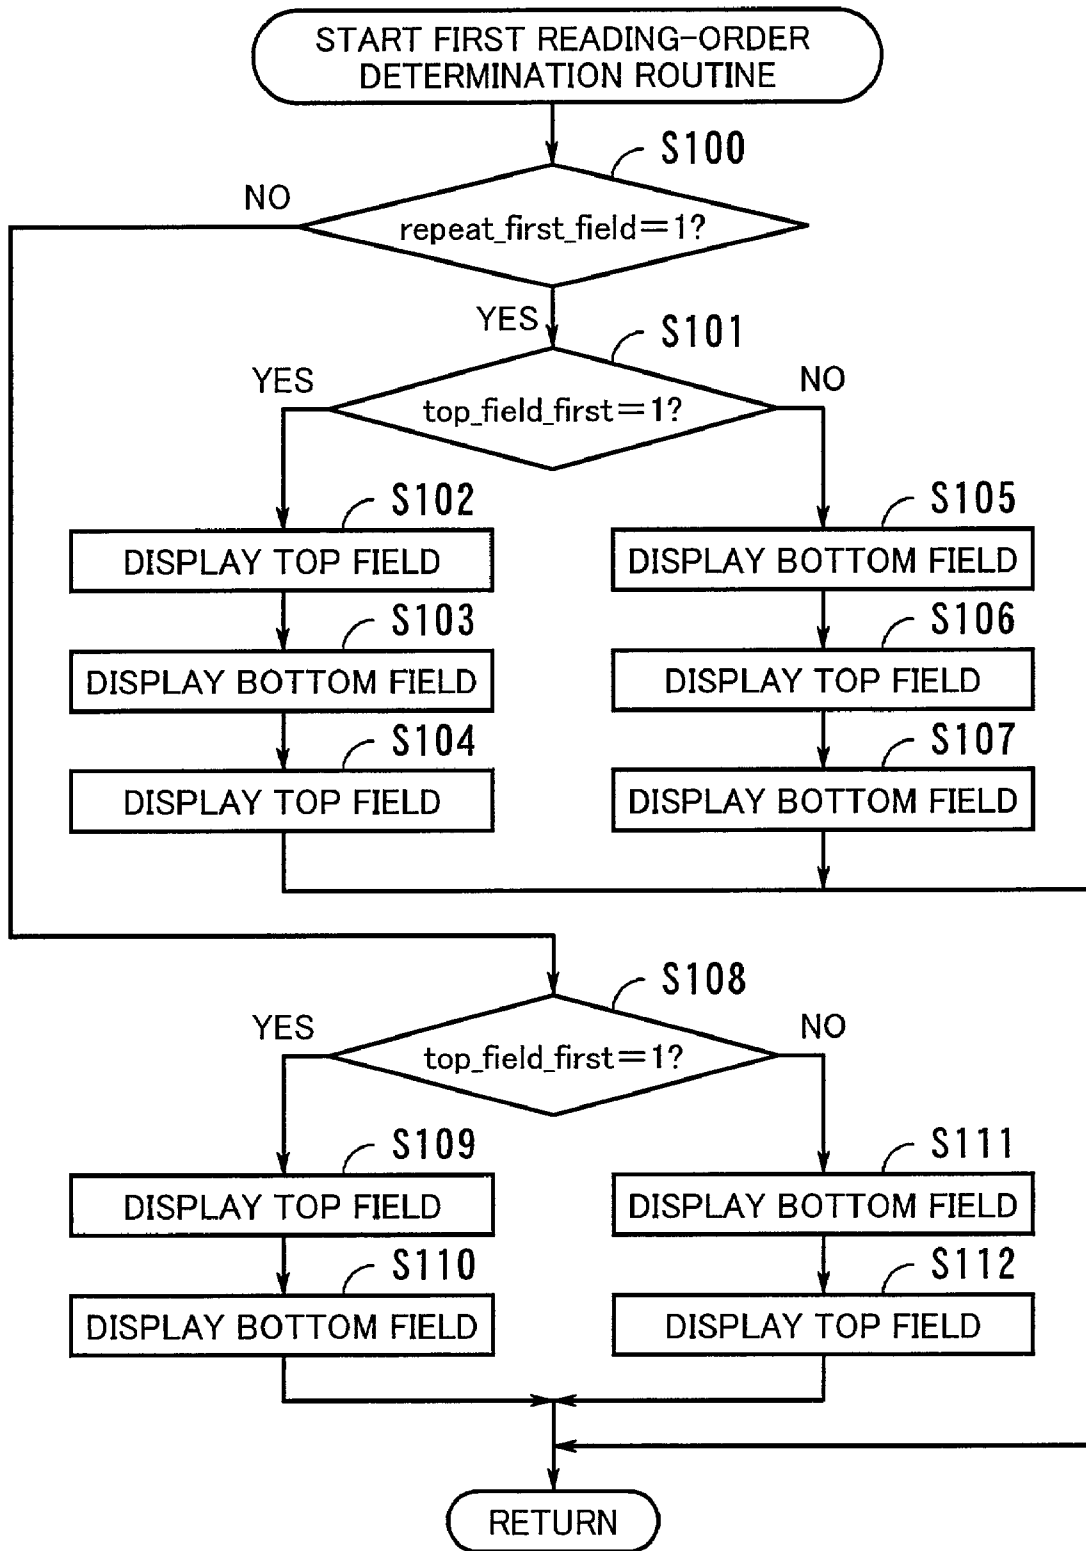 START FIRST READING-ORDER
DETERMINATION ROUTINE
S100
NO
repeat_first_field=1?
YES
S101
YES
NO
top_field_first=1?
S102
S105
DISPLAY TOP FIELD
DISPLAY BOTTOM FIELD
S103
S106
DISPLAY BOTTOM FIELD
DISPLAY TOP FIELD
S104
S107
DISPLAY TOP FIELD
DISPLAY BOTTOM FIELD
S108
YES
NO
top_field_first=1?
S109
S111
DISPLAY TOP FIELD
DISPLAY BOTTOM FIELD
S110
S112
DISPLAY BOTTOM FIELD
DISPLAY TOP FIELD
RETURN